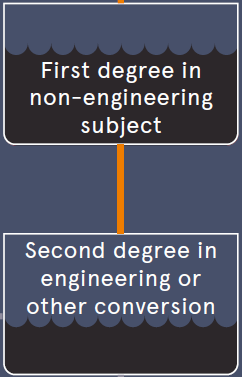 First degree in
non-engineering
subject
Second degree in
engineering or
other conversion